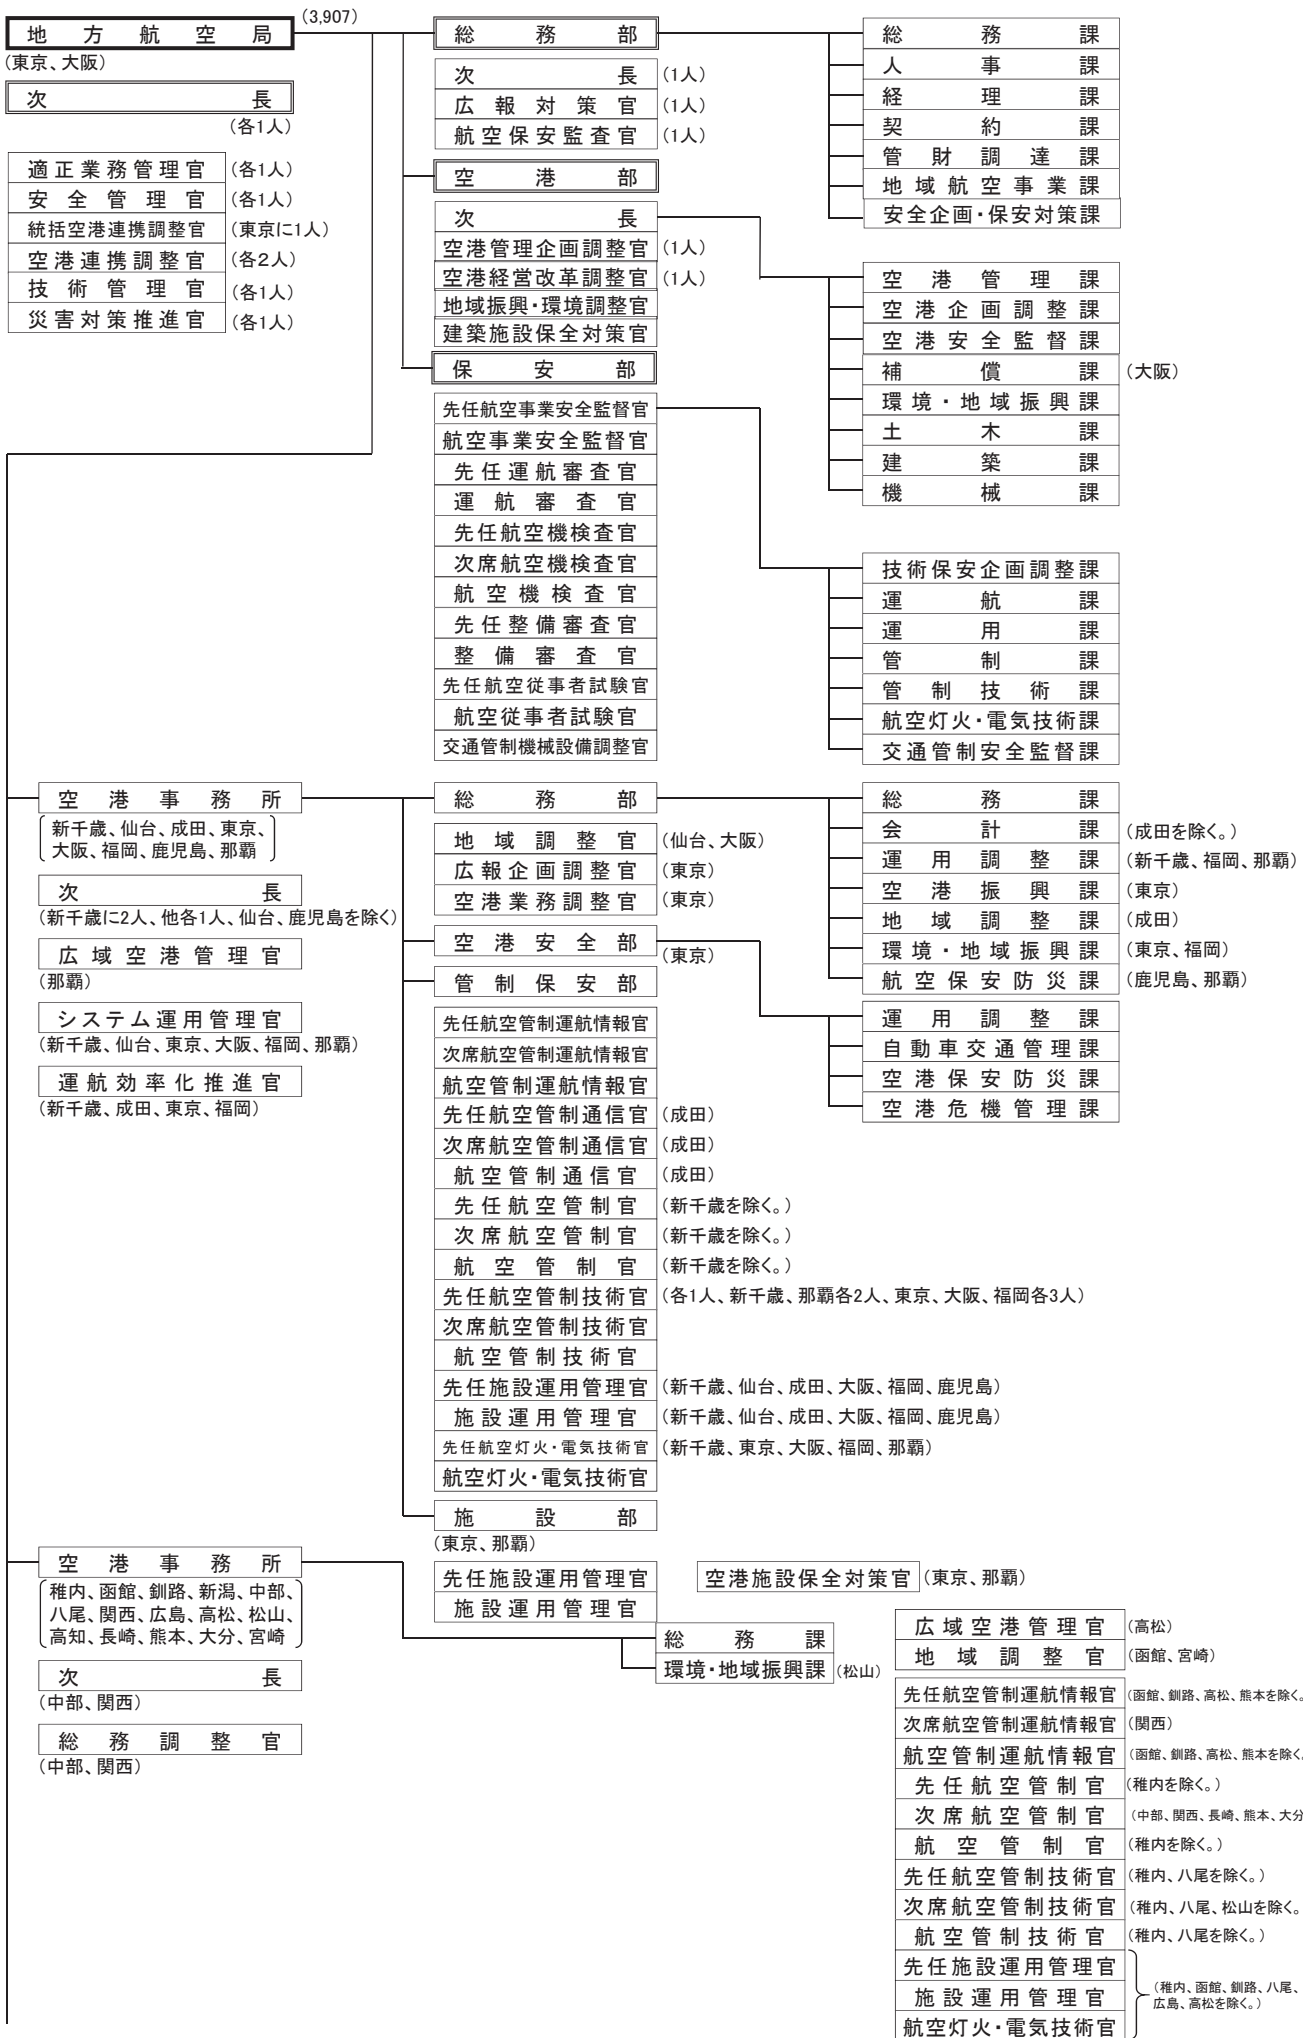 地方航空局
(3,907)
(東京、大阪)
次長
(各1人)
適正業務管理官 (各1人)
安全管理官 (各1人)
統括空港連携調整官 (東京に1人)
空港連携調整官 (各2人)
技術管理官 (各1人)
災害対策推進官 (各1人)
総務部
次長 (1人)
広報対策官 (1人)
航空保安監査官 (1人)
空港部
次長
空港管理企画調整官 (1人)
空港経営改革調整官 (1人)
地域振興・環境調整官
建築施設保全対策官
保安部
先任航空事業安全監督官
航空事業安全監督官
先任運航審査官
運航審査官
先任航空機検査官
次席航空機検査官
航空機検査官
先任整備審査官
整備審査官
先任航空従事者試験官
航空従事者試験官
交通管制機械設備調整官
総務課
人事課
経理課
契約課
管財調達課
地域航空事業課
安全企画・保安対策課
空港管理課
空港企画調整課
空港安全監督課
補償課 (大阪)
環境・地域振興課
土木課
建築課
機械課
技術保安企画調整課
運航課
運用課
管制課
管制技術課
航空灯火・電気技術課
交通管制安全監督課
空港事務所
新千歳、仙台、成田、東京、
大阪、福岡、鹿児島、那覇
次長
(新千歳に2人、他各1人、仙台、鹿児島を除く)
広域空港管理官
(那覇)
システム運用管理官
(新千歳、仙台、東京、大阪、福岡、那覇)
運航効率化推進官
(新千歳、成田、東京、福岡)
総務部
地域調整官 (仙台、大阪)
広報企画調整官 (東京)
空港業務調整官 (東京)
空港安全部 (東京)
管制保安部
先任航空管制運航情報官
次席航空管制運航情報官
航空管制運航情報官
先任航空管制通信官 (成田)
次席航空管制通信官 (成田)
航空管制通信官 (成田)
先任航空管制官 (新千歳を除く。)
次席航空管制官 (新千歳を除く。)
航空管制官 (新千歳を除く。)
先任航空管制技術官 (各1人、新千歳、那覇各2人、東京、大阪、福岡各3人)
次席航空管制技術官
航空管制技術官
先任施設運用管理官 (新千歳、仙台、成田、大阪、福岡、鹿児島)
施設運用管理官 (新千歳、仙台、成田、大阪、福岡、鹿児島)
先任航空灯火・電気技術官 (新千歳、東京、大阪、福岡、那覇)
航空灯火・電気技術官
施設部
(東京、那覇)
先任施設運用管理官
施設運用管理官
空港施設保全対策官 (東京、那覇)
総務課
会計課 (成田を除く。)
運用調整課 (新千歳、福岡、那覇)
空港振興課 (東京)
地域調整課 (成田)
環境・地域振興課 (東京、福岡)
航空保安防災課 (鹿児島、那覇)
運用調整課
自動車交通管理課
空港保安防災課
空港危機管理課
空港事務所
稚内、函館、釧路、新潟、中部、
八尾、関西、広島、高松、松山、
高知、長崎、熊本、大分、宮崎
次長
(中部、関西)
総務調整官
(中部、関西)
総務課
環境・地域振興課 (松山)
広域空港管理官 (高松)
地域調整官 (函館、宮崎)
先任航空管制運航情報官 (函館、釧路、高松、熊本を除く。
次席航空管制運航情報官 (関西)
航空管制運航情報官 (函館、釧路、高松、熊本を除く。
先任航空管制官 (稚内を除く。)
次席航空管制官 (中部、関西、長崎、熊本、大分
航空管制官 (稚内を除く。)
先任航空管制技術官 (稚内、八尾を除く。)
次席航空管制技術官 (稚内、八尾、松山を除く。
航空管制技術官 (稚内、八尾を除く。)
先任施設運用管理官
施設運用管理官
航空灯火・電気技術官
(稚内、函館、釧路、八尾、
広島、高松を除く。)